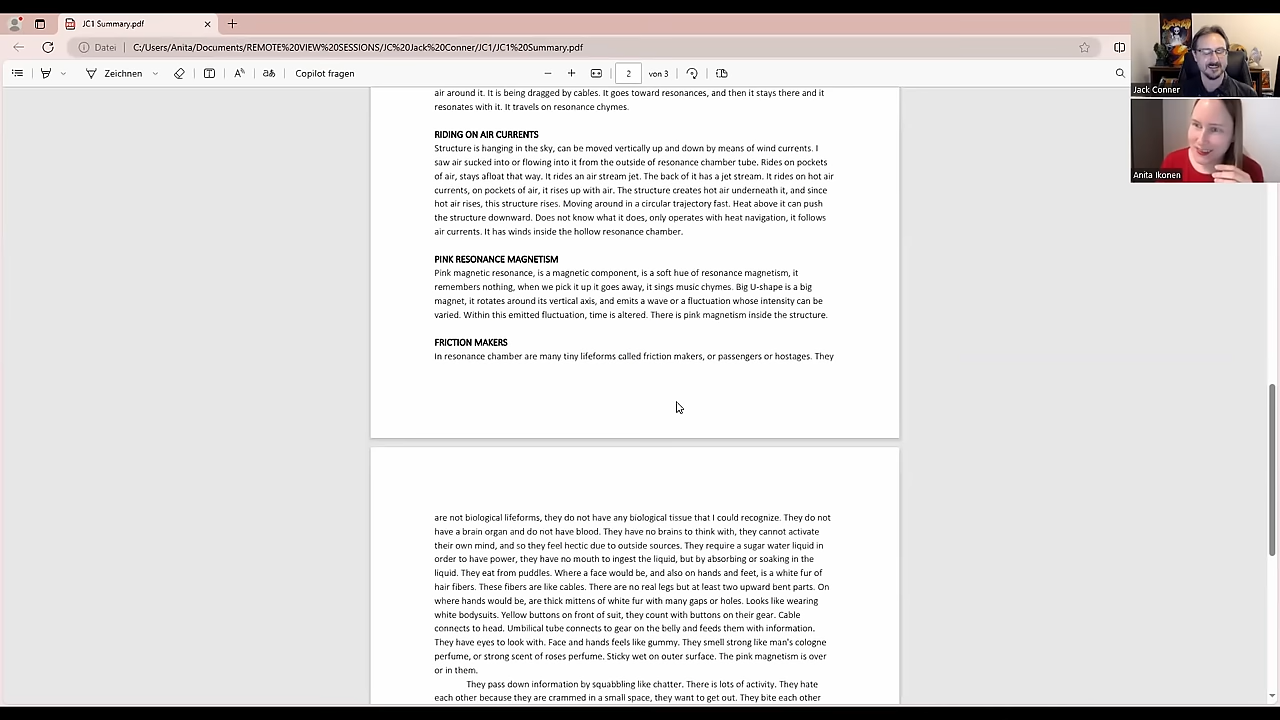 JC1 Summary.pdf
Datei
C:/Users/Anita/Documents/REMOTE%20VIEW%20SESSIONS/JC%20Jack%20Conner/JC1/JC1%20Summary.pdf
Zeichnen
Copilot fragen
2 von 3
Jack Conner
Anita Ikonen
air around it. It is being dragged by cables. It goes toward resonances, and then it stays there and it
resonates with it. It travels on resonance chymes.
RIDING ON AIR CURRENTS
Structure is hanging in the sky, can be moved vertically up and down by means of wind currents. I
saw air sucked into or flowing into it from the outside of resonance chamber tube. Rides on pockets
of air, stays afloat that way. It rides an air stream jet. The back of it has a jet stream. It rides on hot air
currents, on pockets of air, it rises up with air. The structure creates hot air underneath it, and since
hot air rises, this structure rises. Moving around in a circular trajectory fast. Heat above it can push
the structure downward. Does not know what it does, only operates with heat navigation, it follows
air currents. It has winds inside the hollow resonance chamber.
PINK RESONANCE MAGNETISM
Pink magnetic resonance, is a magnetic component, is a soft hue of resonance magnetism, it
remembers nothing, when we pick it up it goes away, it sings music chymes. Big U-shape is a big
magnet, it rotates around its vertical axis, and emits a wave or a fluctuation whose intensity can be
varied. Within this emitted fluctuation, time is altered. There is pink magnetism inside the structure.
FRICTION MAKERS
In resonance chamber are many tiny lifeforms called friction makers, or passengers or hostages. They
are not biological lifeforms, they do not have any biological tissue that I could recognize. They do not
have a brain organ and do not have blood. They have no brains to think with, they cannot activate
their own mind, and so they feel hectic due to outside sources. They require a sugar water liquid in
order to have power, they have no mouth to ingest the liquid, but by absorbing or soaking in the
liquid. They eat from puddles. Where a face would be, and also on hands and feet, is a white fur of
hair fibers. These fibers are like cables. There are no real legs but at least two upward bent parts. On
where hands would be, are thick mittens of white fur with many gaps or holes. Looks like wearing
white bodysuits. Yellow buttons on front of suit, they count with buttons on their gear. Cable
connects to head. Umbilical tube connects to gear on the belly and feeds them with information.
They have eyes to look with. Face and hands feels like gummy. They smell strong like man's cologne
perfume, or strong scent of roses perfume. Sticky wet on outer surface. The pink magnetism is over
or in them.
They pass down information by squabbling like chatter. There is lots of activity. They hate
each other because they are crammed in a small space, they want to get out. They bite each other